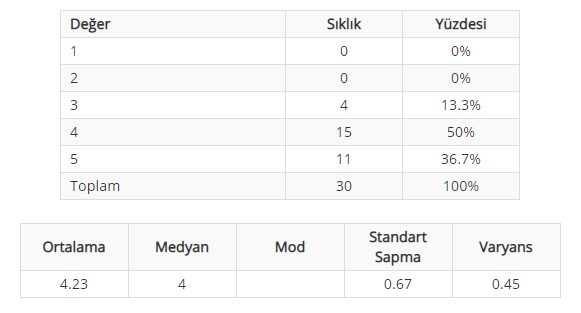 Değer Sıklık Yüzdesi
1 0 0%
2 0 0%
3 4 13.3%
4 15 50%
5 11 36.7%
Toplam 30 100%
Ortalama Medyan Mod Standart Sapma Varyans
4.23 4 0.67 0.45